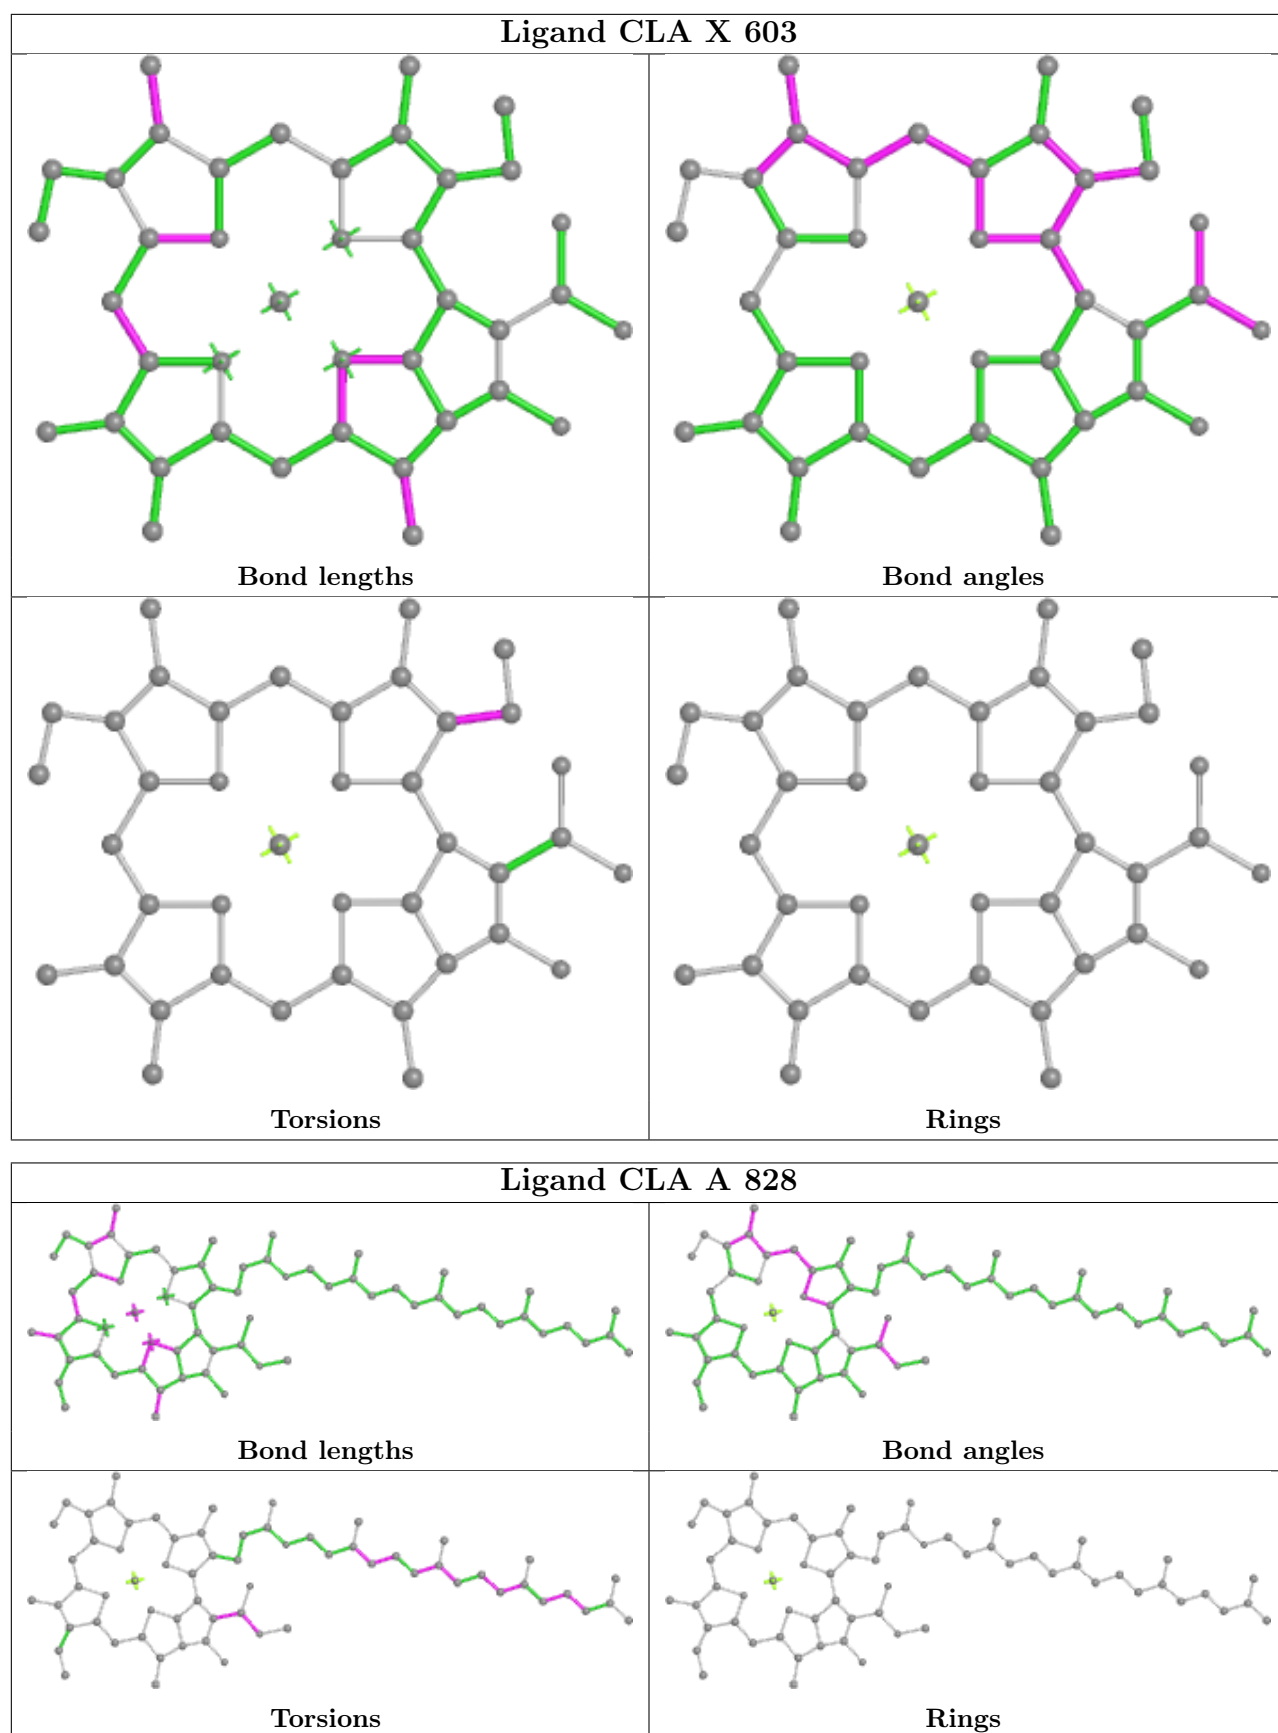 Ligand CLA X 603
Bond lengths
Bond angles
Torsions
Rings
Ligand CLA A 828
Bond lengths
Bond angles
Torsions
Rings